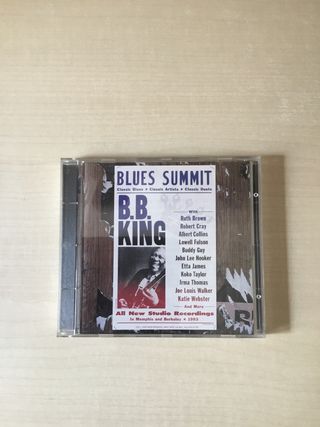 BLUES SUMMIT
Classic Blues • Classic Artists • Classic Duets
B.B.
KING
WITH
Ruth Brown
Robert Cray
Albert Collins
Lowell Fulson
Buddy Guy
John Lee Hooker
Etta James
Koko Taylor
Irma Thomas
Joe Louis Walker
Katie Webster
And More
All New Studio Recordings
In Memphis and Berkeley • 1993
R